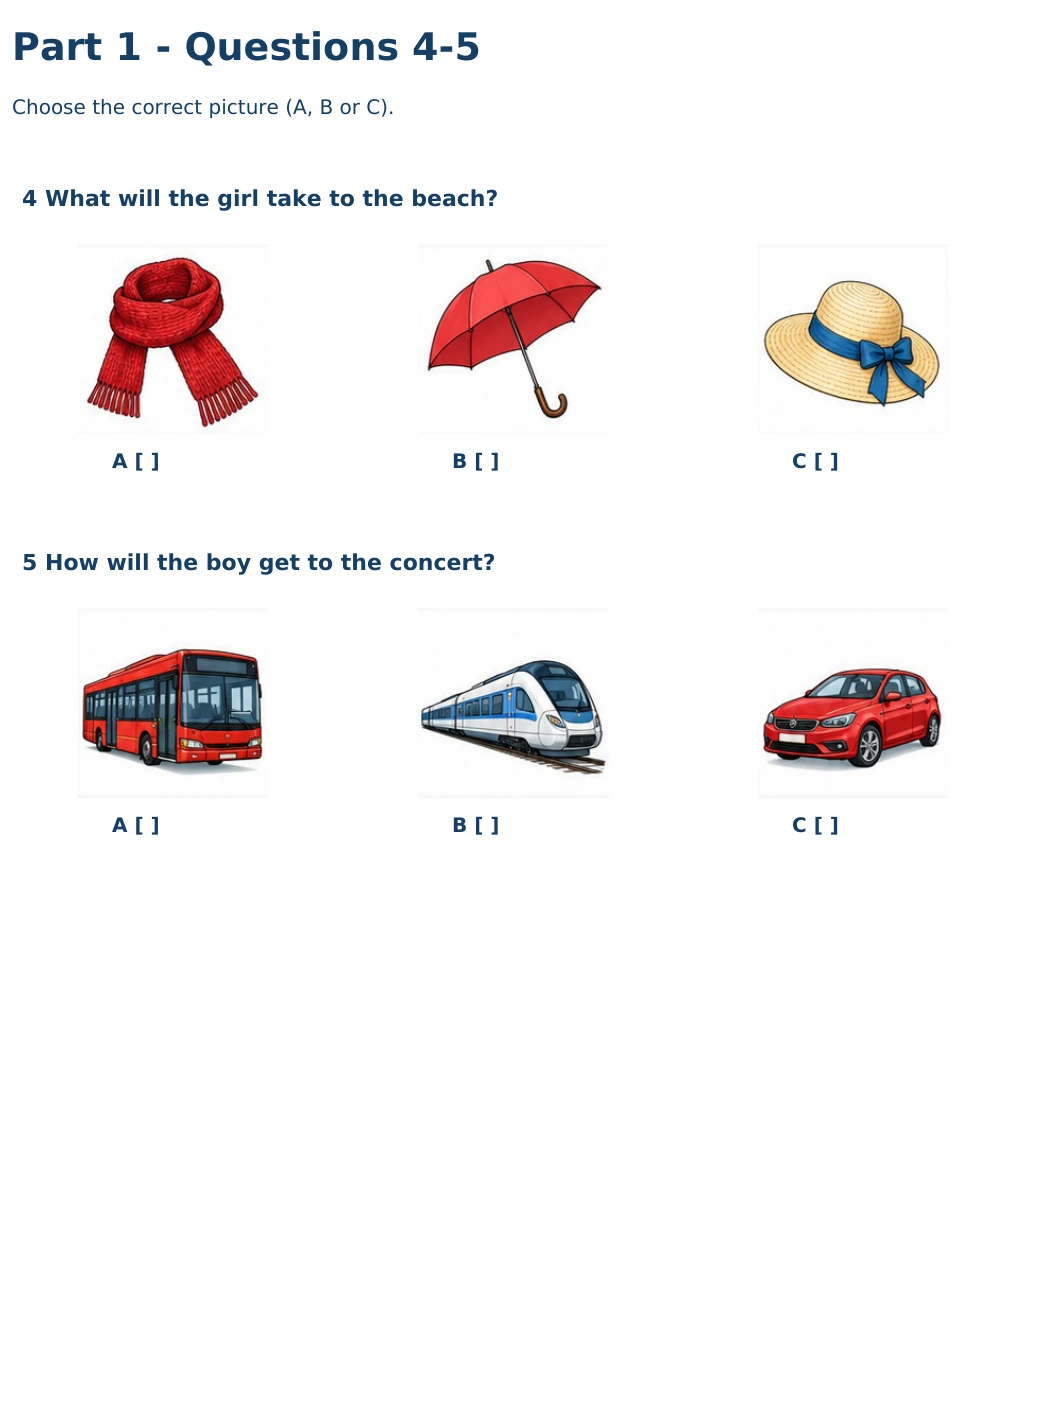 Part 1 - Questions 4-5
Choose the correct picture (A, B or C).
4 What will the girl take to the beach?
A [ ] B [ ] C [ ]
5 How will the boy get to the concert?
A [ ] B [ ] C [ ]